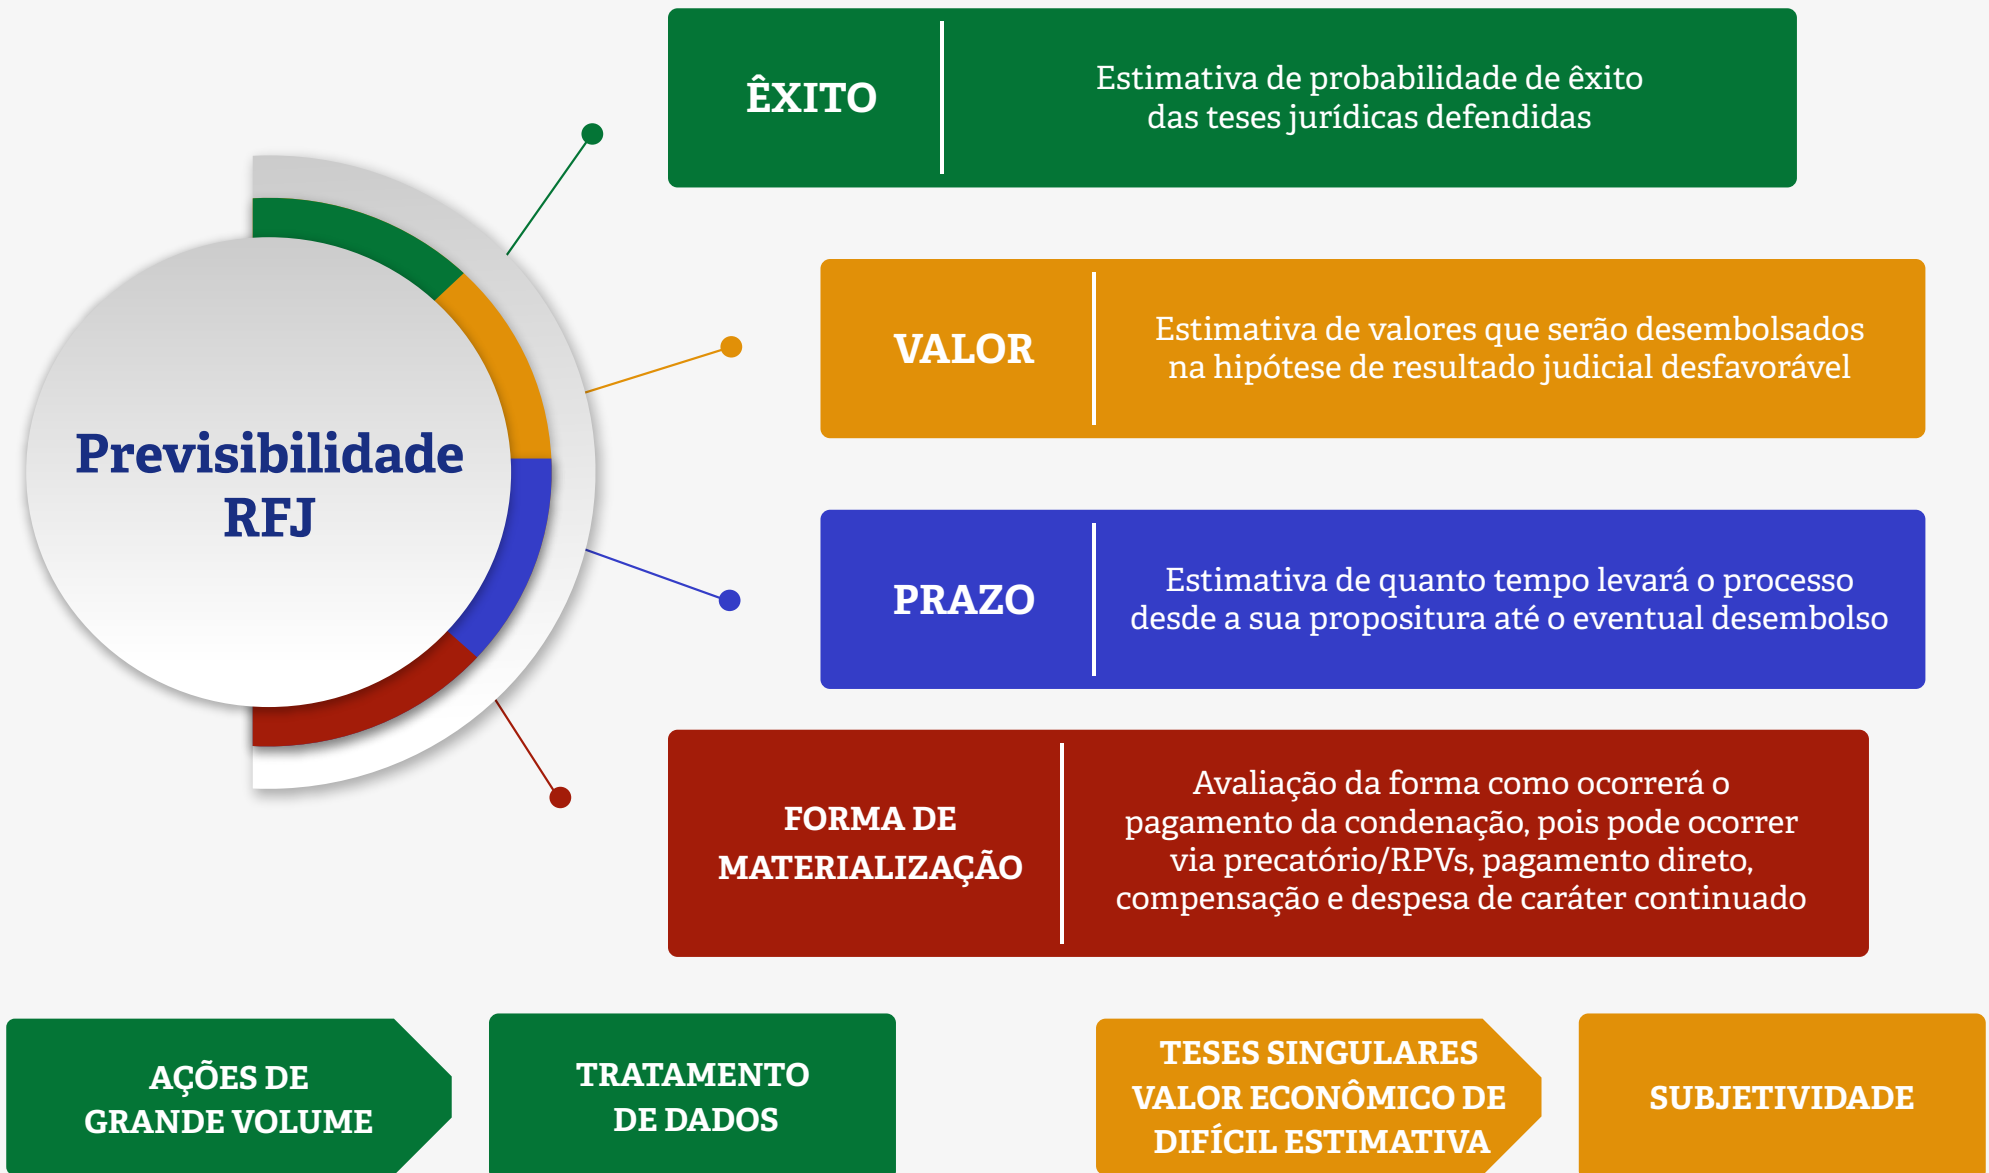 Previsibilidade
RFJ
ÊXITO
Estimativa de probabilidade de êxito
das teses jurídicas defendidas
VALOR
Estimativa de valores que serão desembolsados
na hipótese de resultado judicial desfavorável
PRAZO
Estimativa de quanto tempo levará o processo
desde a sua propositura até o eventual desembolso
FORMA DE
MATERIALIZAÇÃO
Avaliação da forma como ocorrerá o
pagamento da condenação, pois pode ocorrer
via precatório/RPVs, pagamento direto,
compensação e despesa de caráter continuado
AÇÕES DE
GRANDE VOLUME
TRATAMENTO
DE DADOS
TESES SINGULARES
VALOR ECONÔMICO DE
DIFÍCIL ESTIMATIVA
SUBJETIVIDADE